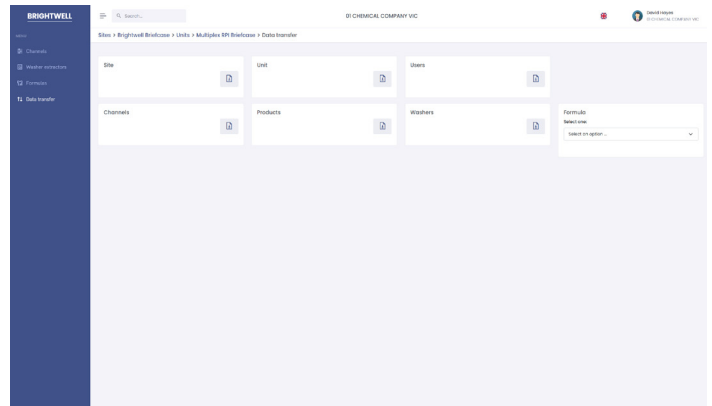 BRIGHTWELL
Search...
01 CHEMICAL COMPANY VIC
David Hayes
01 CHEMICAL COMPANY VIC
Sites > Brightwell Briefcase > Units > Multiplex RPI Briefcase > Data transfer
MENU
Channels
Washer extractors
Formulas
Data transfer
Site
Unit
Users
Channels
Products
Washers
Formula
Select one:
Select an option ...